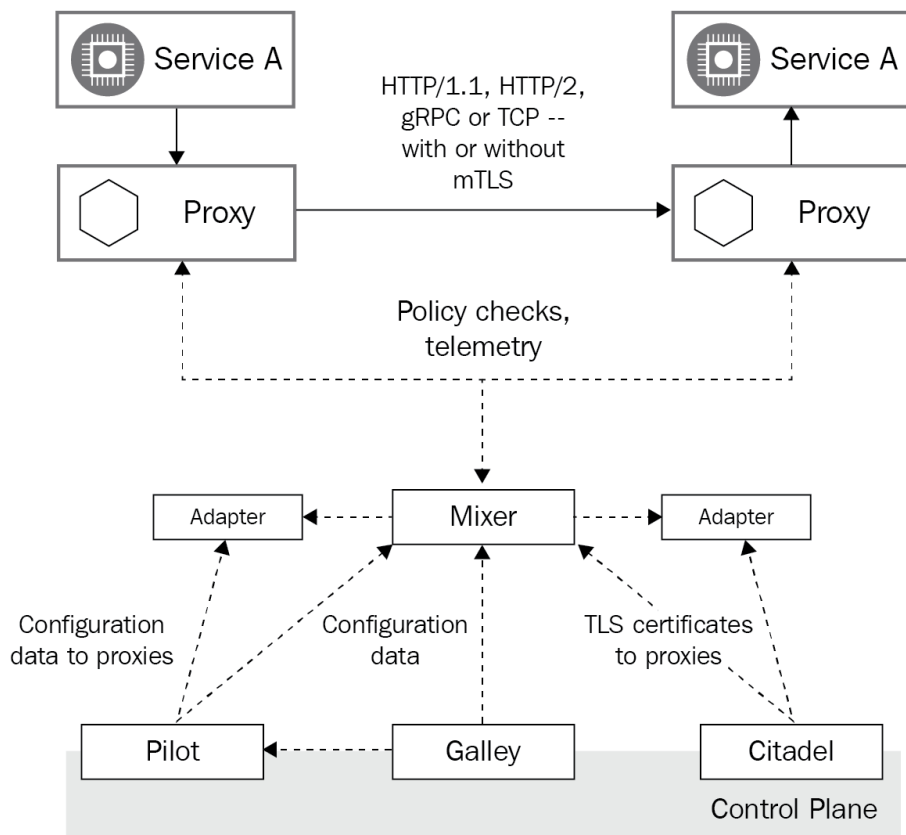 Service A
Service A
HTTP/1.1, HTTP/2,
gRPC or TCP --
with or without
mTLS
Proxy
Proxy
Policy checks,
telemetry
Adapter
Mixer
Adapter
Configuration
data to proxies
Configuration
data
TLS certificates
to proxies
Pilot
Galley
Citadel
Control Plane